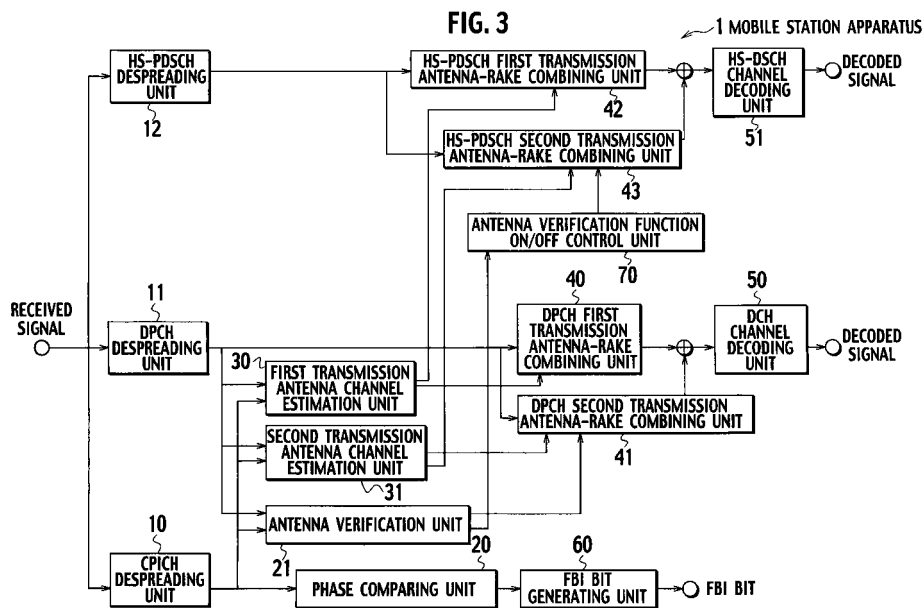 FIG. 3
1 MOBILE STATION APPARATUS
HS-PDSCH
DESPREADING
UNIT
12
HS-PDSCH FIRST TRANSMISSION
ANTENNA-RAKE COMBINING UNIT
42
HS-DSCH
CHANNEL
DECODING
UNIT
51
DECODED
SIGNAL
HS-PDSCH SECOND TRANSMISSION
ANTENNA-RAKE COMBINING UNIT
43
ANTENNA VERIFICATION FUNCTION
ON/OFF CONTROL UNIT
70
RECEIVED
SIGNAL
11
DPCH
DESPREADING
UNIT
40
DPCH FIRST
TRANSMISSION
ANTENNA-RAKE
COMBINING UNIT
50
DCH
CHANNEL
DECODING
UNIT
DECODED
SIGNAL
30
FIRST TRANSMISSION
ANTENNA CHANNEL
ESTIMATION UNIT
DPCH SECOND TRANSMISSION
ANTENNA-RAKE COMBINING UNIT
41
SECOND TRANSMISSION
ANTENNA CHANNEL
ESTIMATION UNIT
31
ANTENNA VERIFICATION UNIT
21
10
CPICH
DESPREADING
UNIT
20
PHASE COMPARING UNIT
60
FBI BIT
GENERATING UNIT
FBI BIT